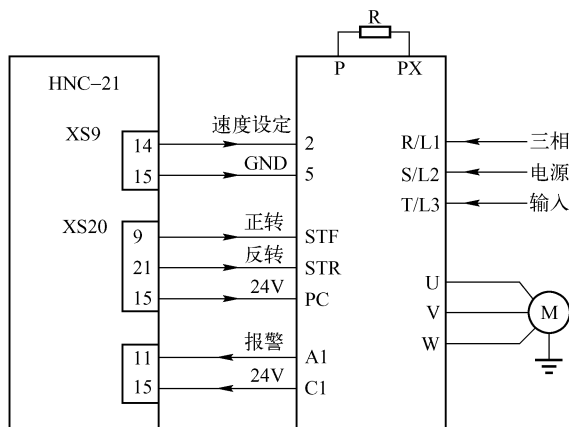 R
P PX
HNC-21
XS9
14 速度设定 2
15 GND 5
R/L1 三相
S/L2 电源
T/L3 输入
XS20
9 正转 STF
21 反转 STR
15 24V PC
U
V M
W
11 报警 A1
15 24V C1